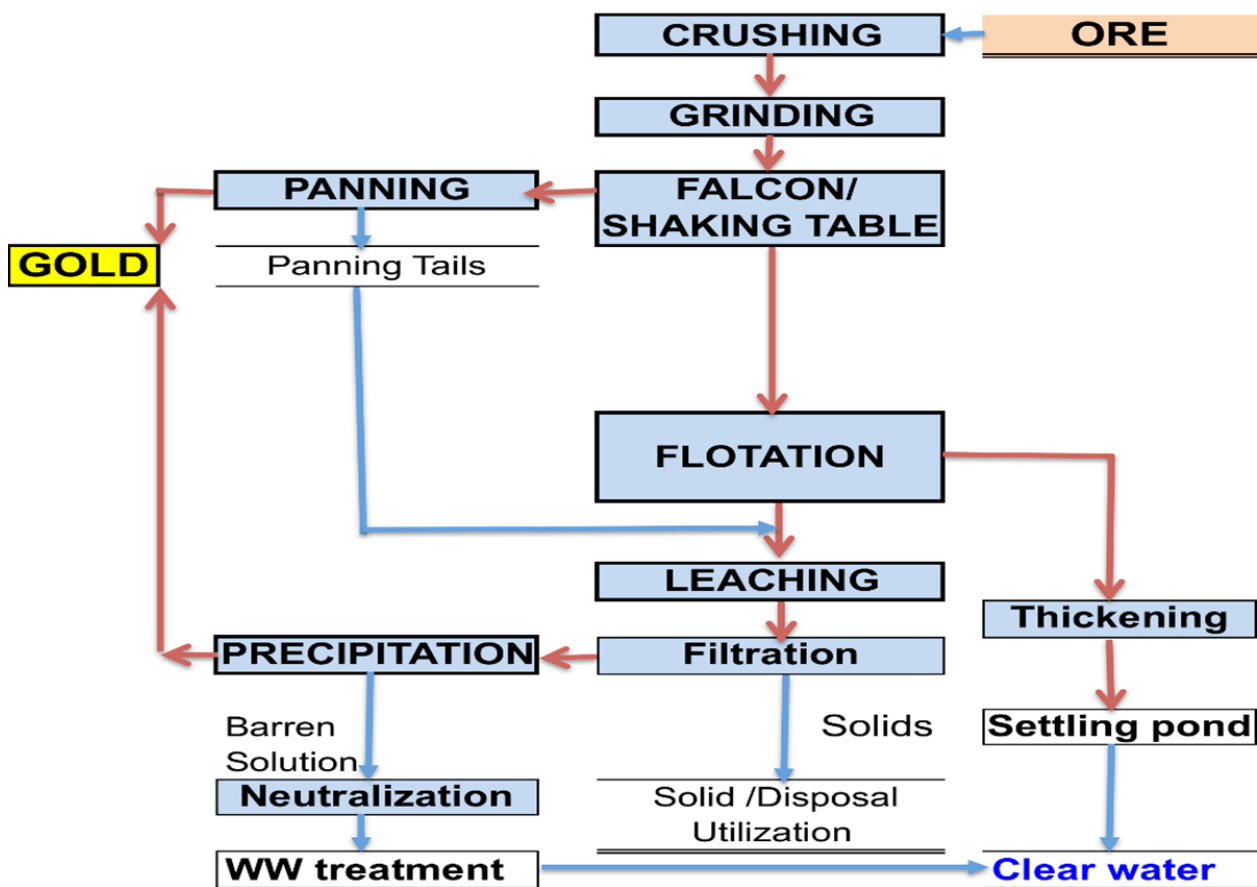 CRUSHING
ORE
GRINDING
PANNING
FALCON/
SHAKING TABLE
GOLD
Panning Tails
FLOTATION
LEACHING
Thickening
PRECIPITATION
Filtration
Barren
Solution
Solids
Settling pond
Neutralization
Solid /Disposal
Utilization
WW treatment
Clear water